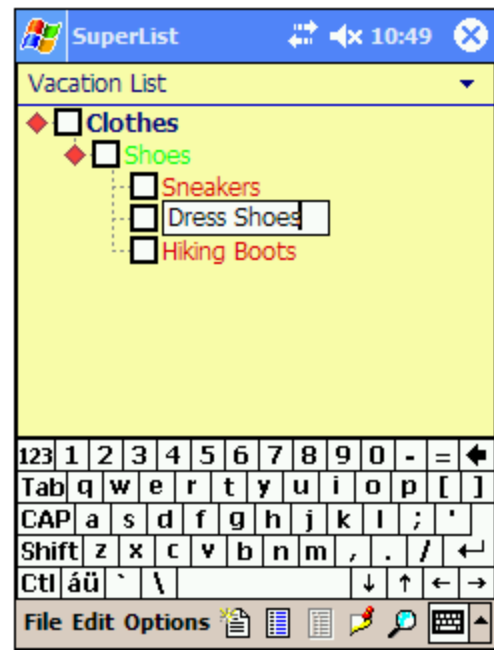 SuperList 10:49
Vacation List
Clothes
Shoes
Sneakers
Dress Shoes
Hiking Boots
123 1 2 3 4 5 6 7 8 9 0 - =
Tab q w e r t y u i o p [ ]
CAP a s d f g h j k l ; '
Shift z x c v b n m , . /
Ctl áü ` \ ↓ ↑ ← →
File Edit Options